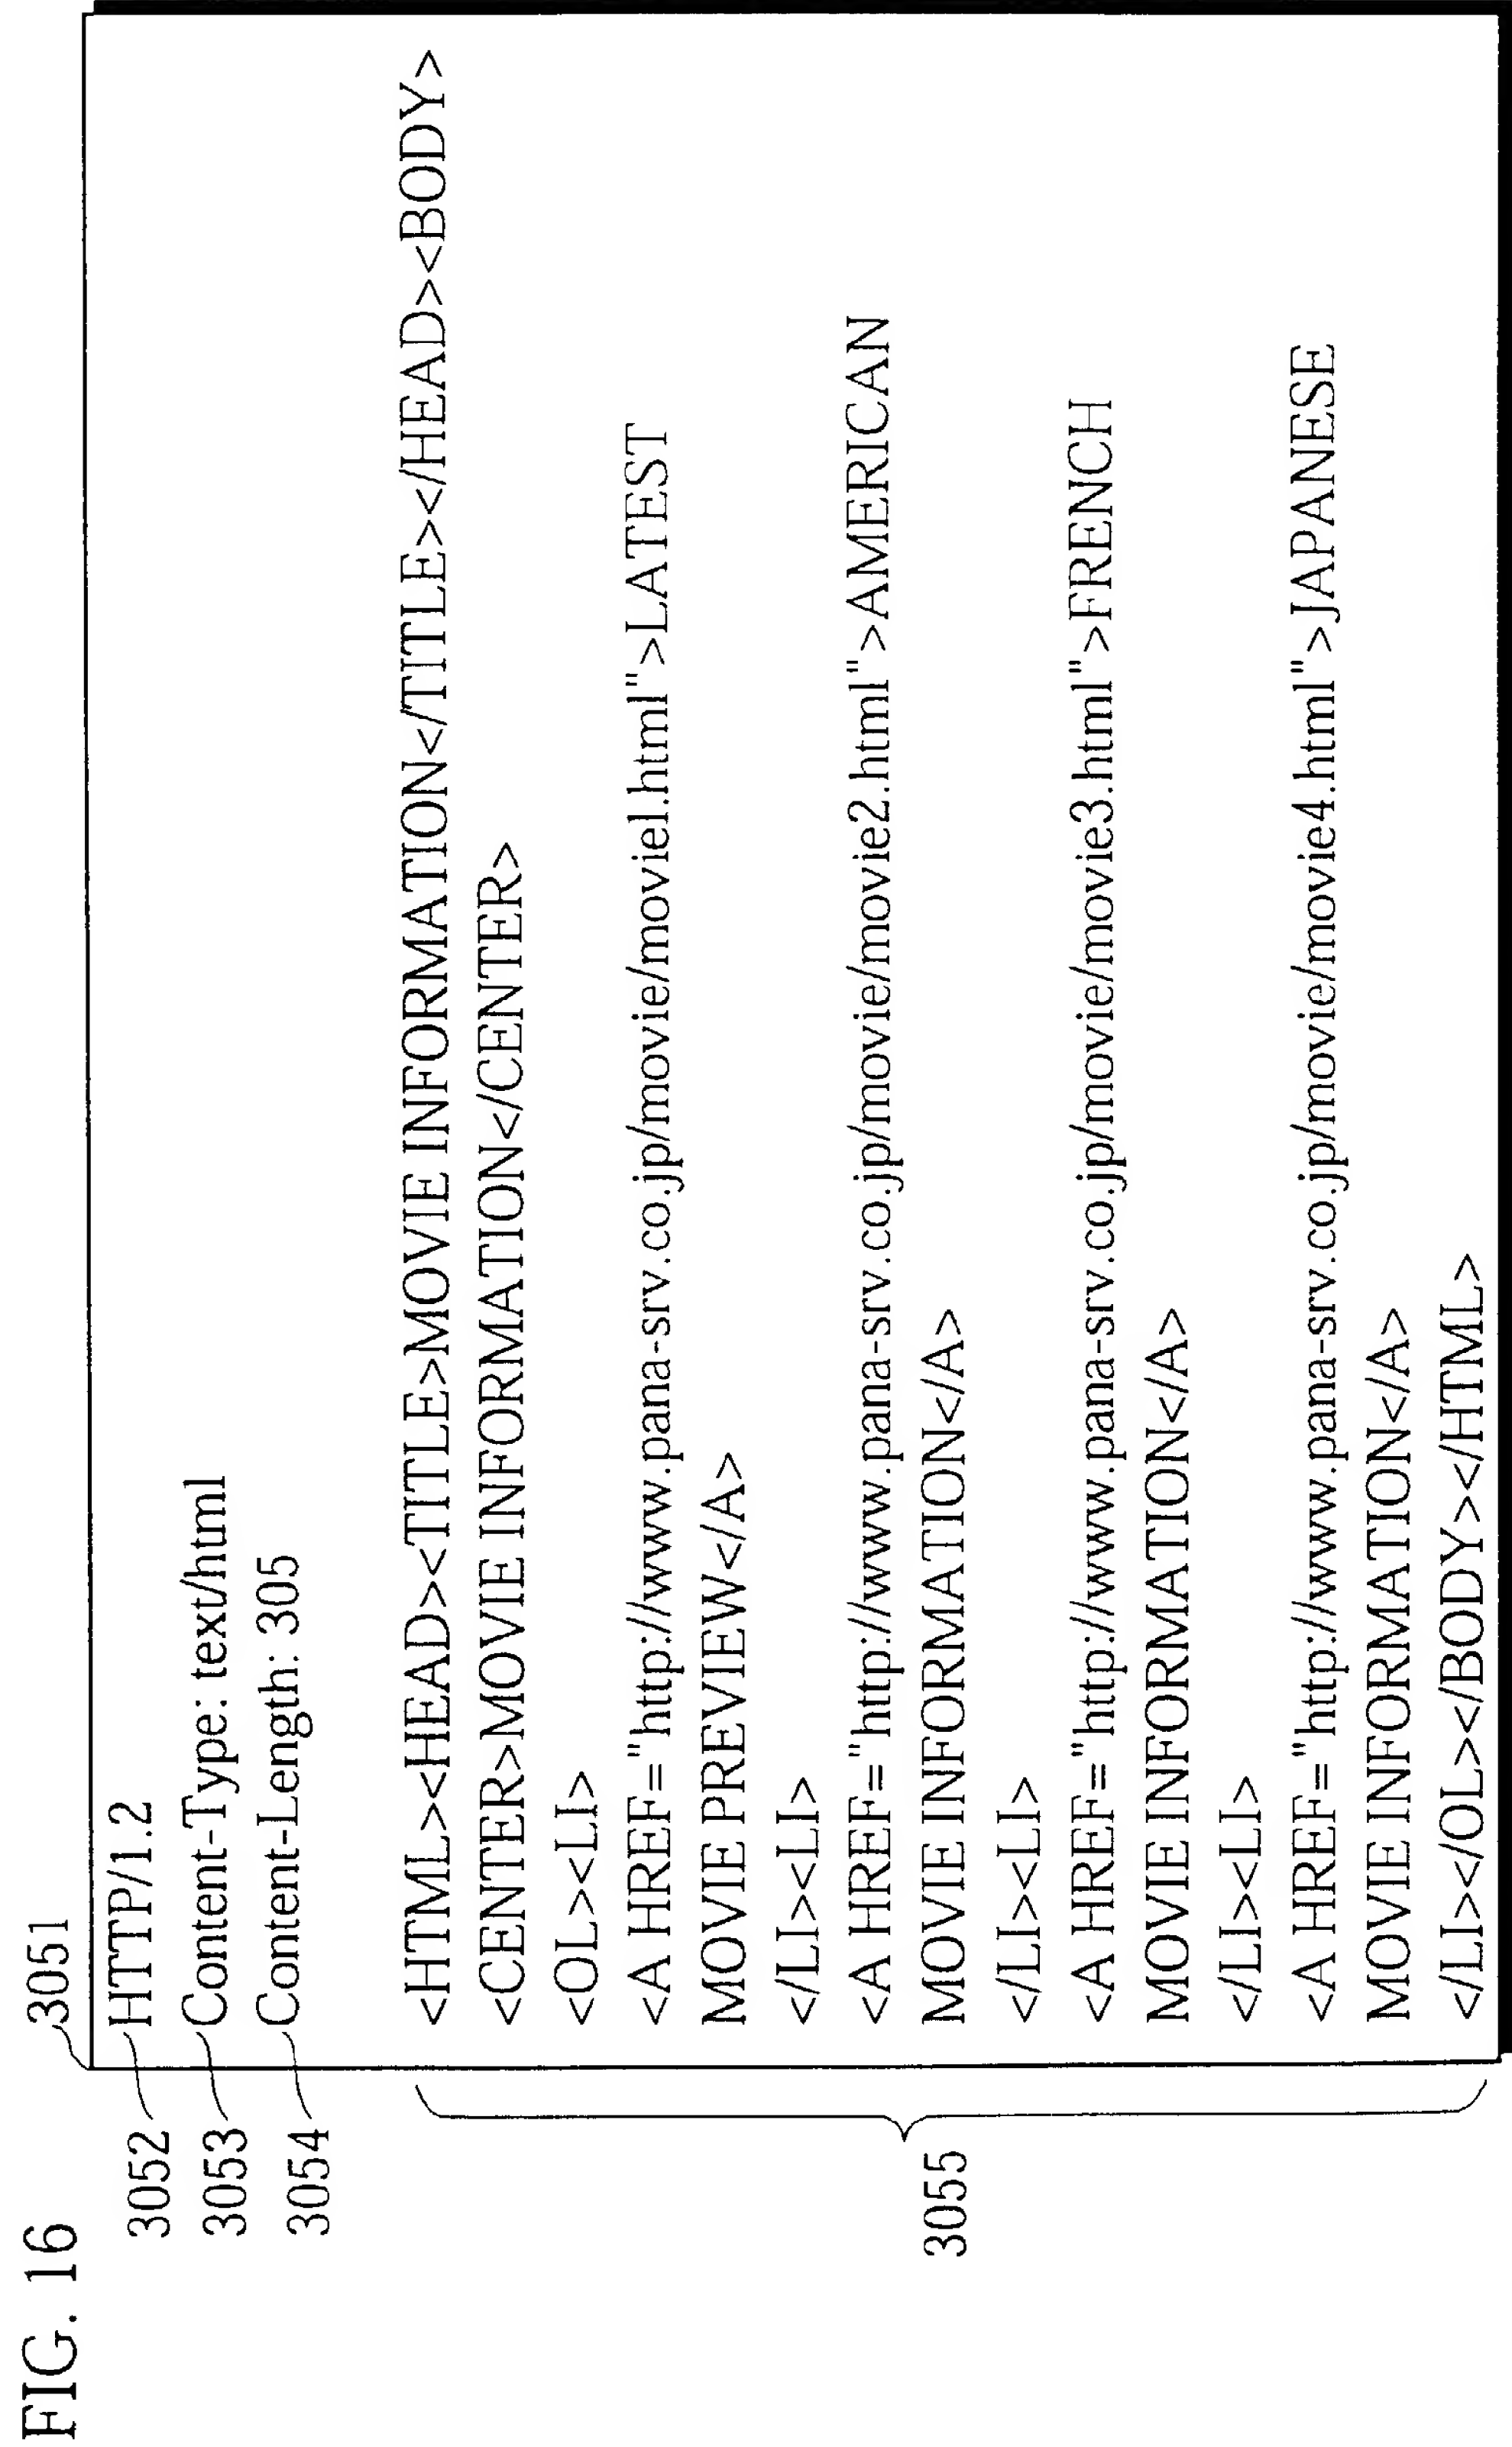 FIG. 16
3051
3052 HTTP/1.2
3053 Content-Type: text/html
3054 Content-Length: 305
3055
<HTML><HEAD><TITLE>MOVIE INFORMATION</TITLE></HEAD><BODY>
<CENTER>MOVIE INFORMATION</CENTER>
<OL><LI>
<A HREF="http://www.pana-srv.co.jp/movie/movie1.html">LATEST
MOVIE PREVIEW</A>
</LI><LI>
<A HREF="http://www.pana-srv.co.jp/movie/movie2.html">AMERICAN
MOVIE INFORMATION</A>
</LI><LI>
<A HREF="http://www.pana-srv.co.jp/movie/movie3.html">FRENCH
MOVIE INFORMATION</A>
</LI><LI>
<A HREF="http://www.pana-srv.co.jp/movie/movie4.html">JAPANESE
MOVIE INFORMATION</A>
</LI></OL></BODY></HTML>